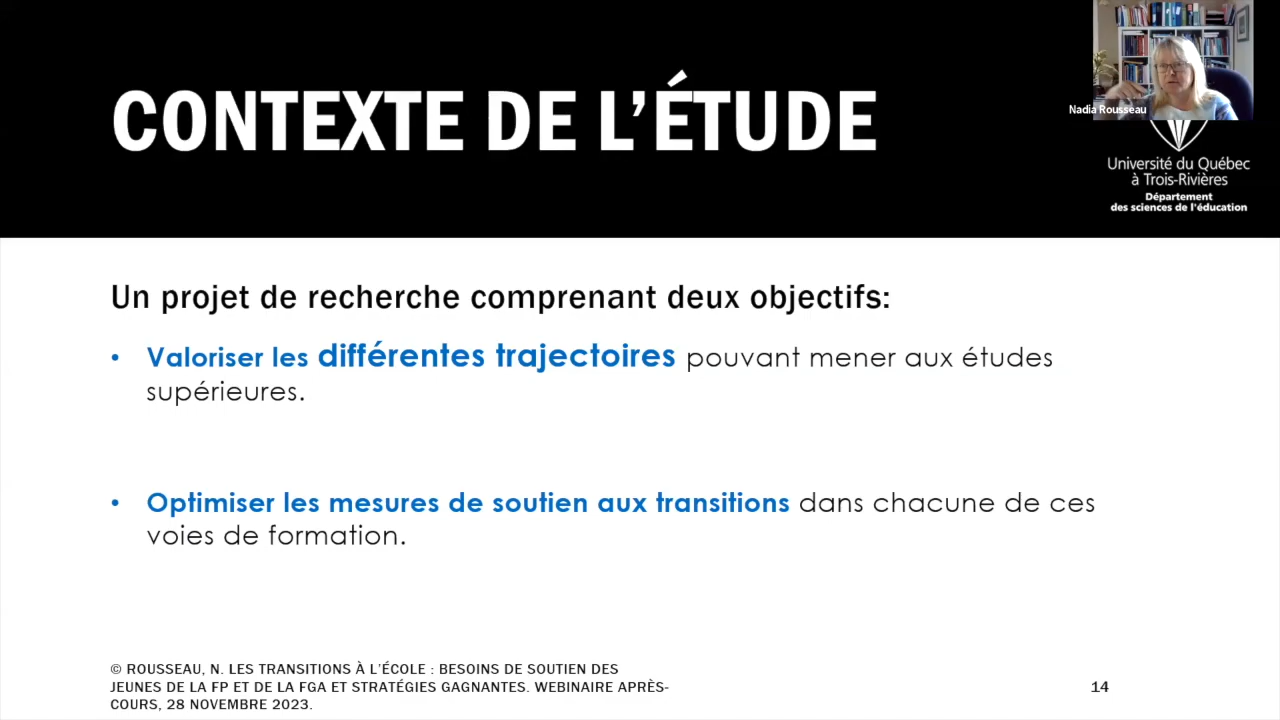 CONTEXTE DE L’ÉTUDE
Nadia Rousseau
Université du Québec
à Trois-Rivières
Département
des sciences de l'éducation
Un projet de recherche comprenant deux objectifs:
• Valoriser les différentes trajectoires pouvant mener aux études
supérieures.
• Optimiser les mesures de soutien aux transitions dans chacune de ces
voies de formation.
© ROUSSEAU, N. LES TRANSITIONS À L’ÉCOLE : BESOINS DE SOUTIEN DES
JEUNES DE LA FP ET DE LA FGA ET STRATÉGIES GAGNANTES. WEBINAIRE APRÈS-
COURS, 28 NOVEMBRE 2023.
14